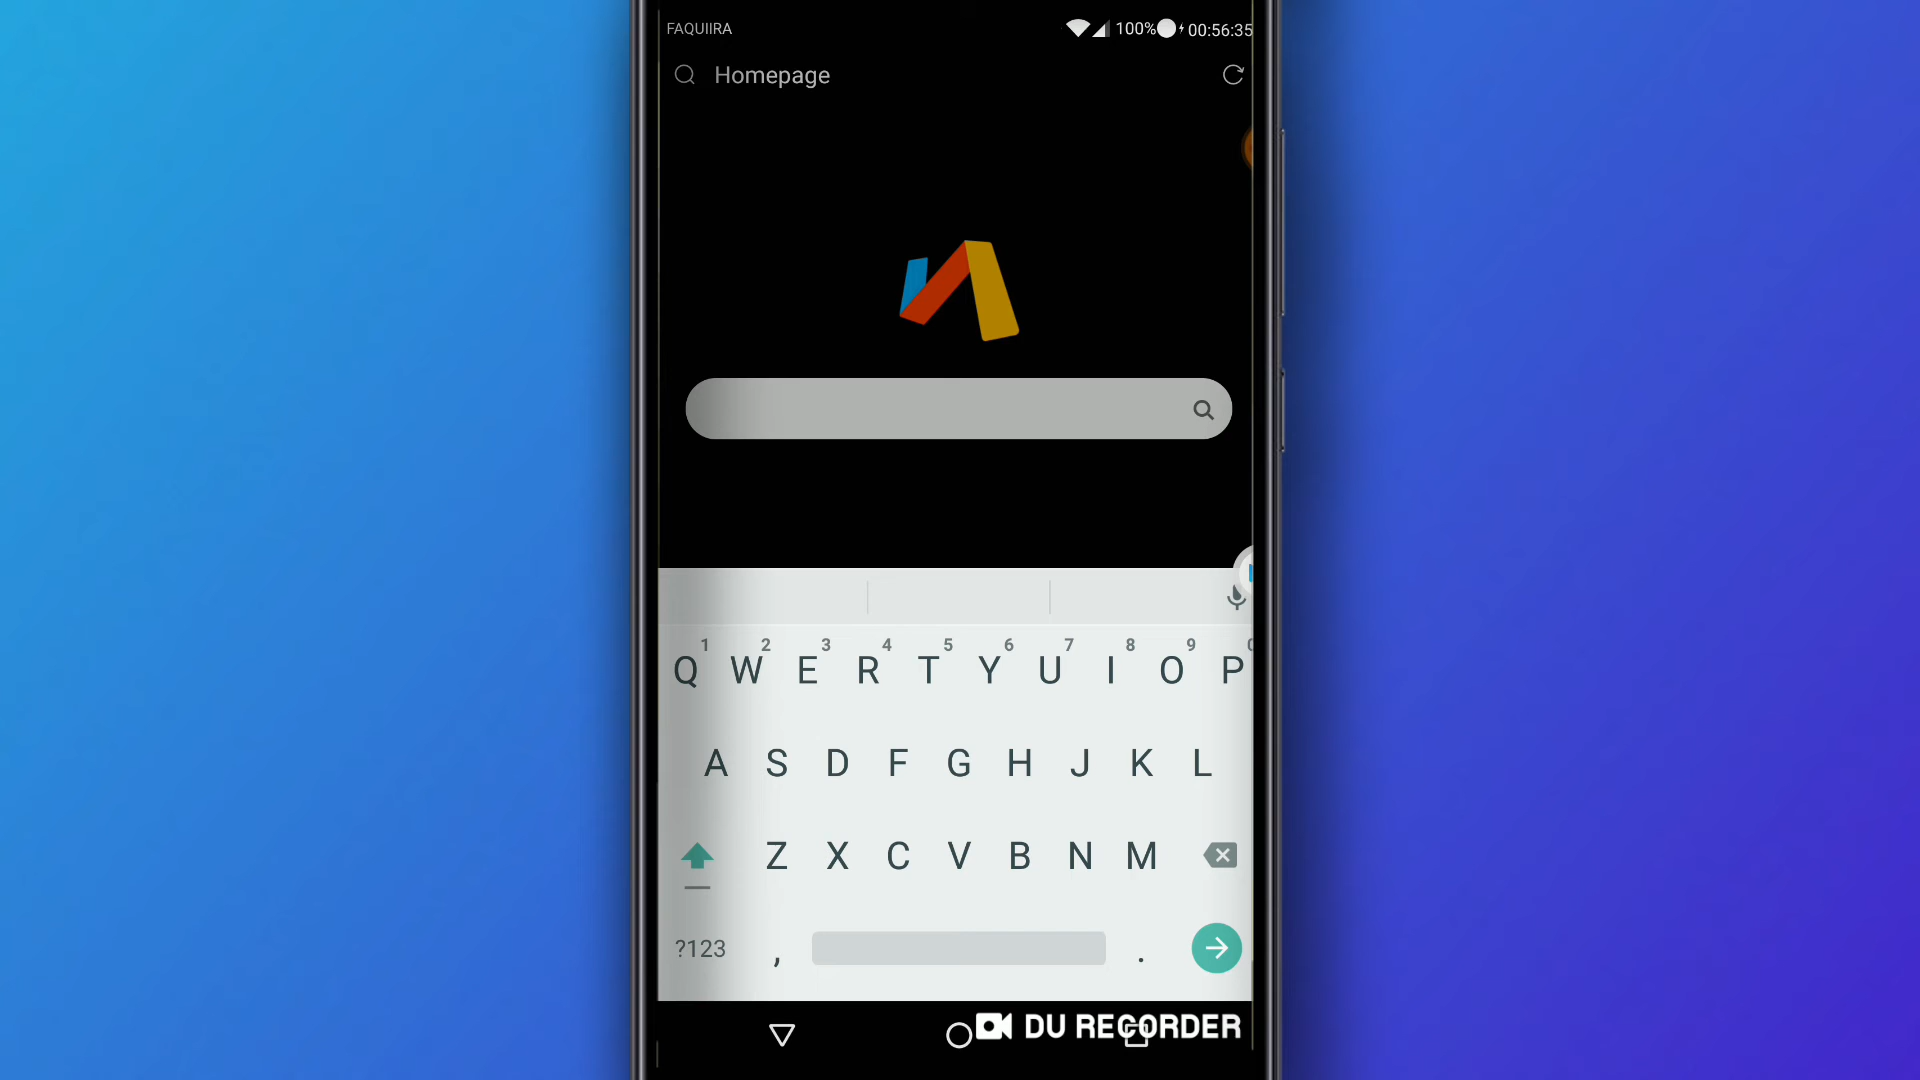 FAQUIIRA 100% 00:56:35
Homepage
1 2 3 4 5 6 7 8 9
Q W E R T Y U I O P
A S D F G H J K L
Z X C V B N M
?123 , .
DU RECORDER